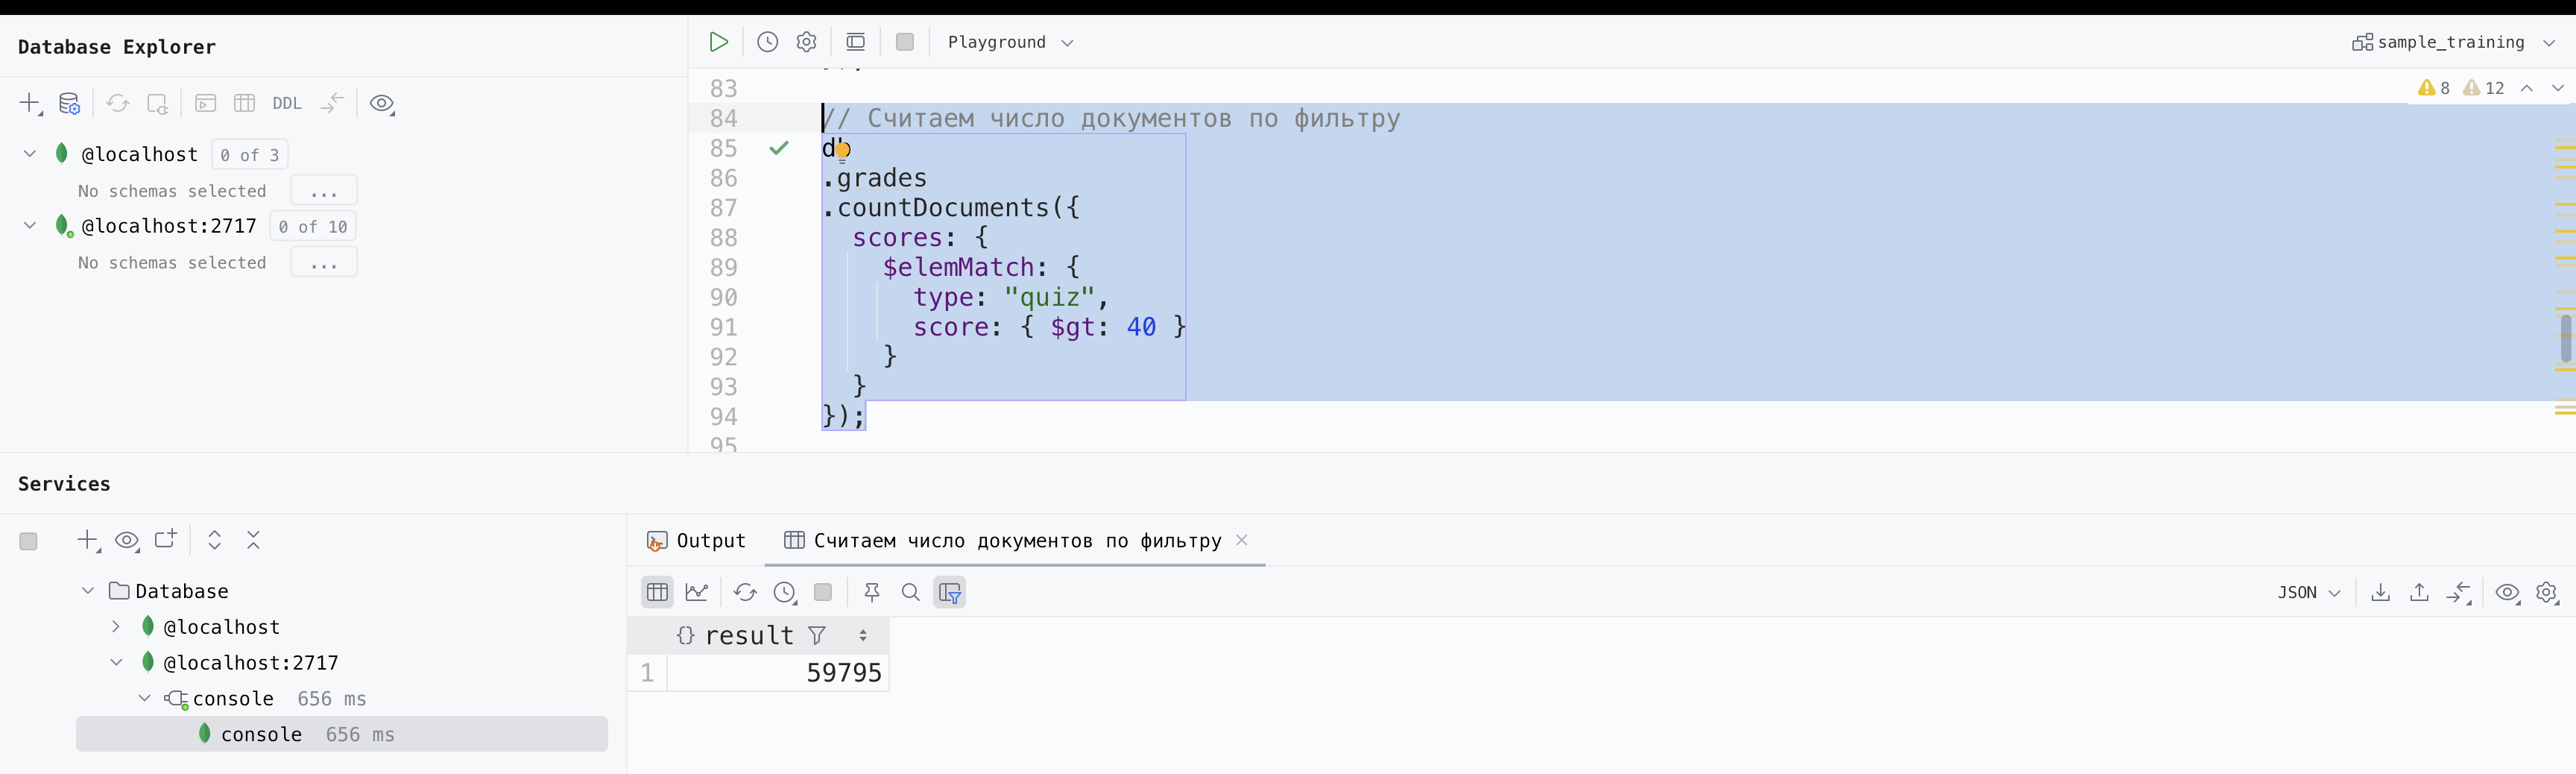 Database Explorer
Playground
sample_training
DDL
@localhost 0 of 3
No schemas selected ...
@localhost:2717 0 of 10
No schemas selected ...
8 12
83
84 // Считаем число документов по фильтру
85 db
86 .grades
87 .countDocuments({
88 scores: {
89 $elemMatch: {
90 type: "quiz",
91 score: { $gt: 40 }
92 }
93 }
94 });
95
Services
Database
@localhost
@localhost:2717
console 656 ms
console 656 ms
Output Считаем число документов по фильтру
JSON
{} result
1 59795